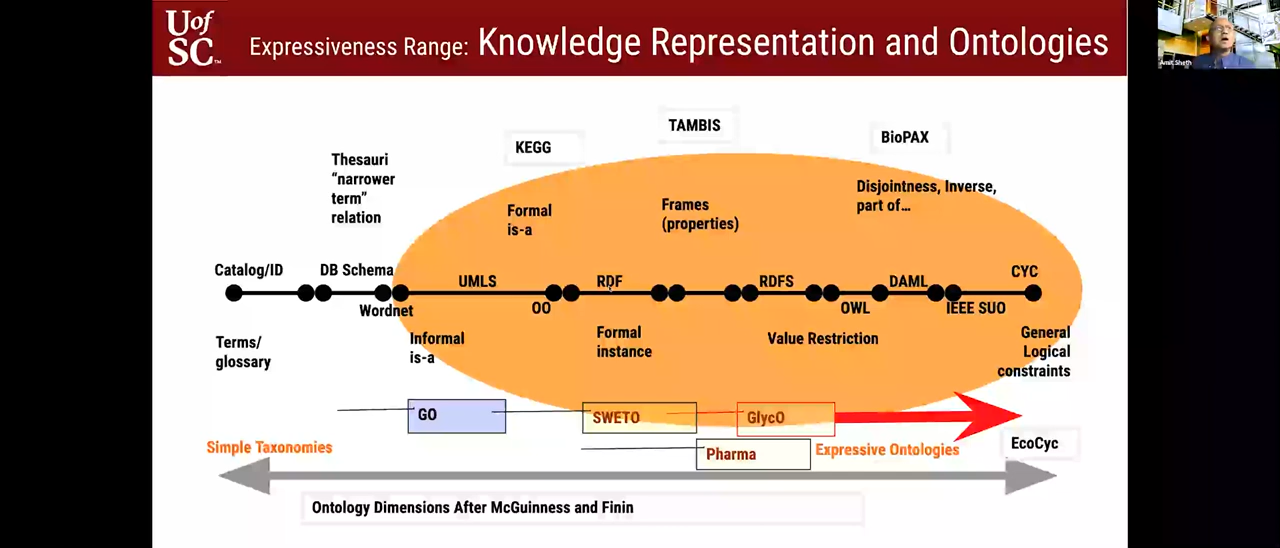 UofSC™
Expressiveness Range: Knowledge Representation and Ontologies
Amit Sheth
TAMBIS
BioPAX
KEGG
Thesauri
"narrower
term"
relation
Disjointness, Inverse,
part of...
Formal
is-a
Frames
(properties)
Catalog/ID
DB Schema
UMLS
RDF
RDFS
DAML
CYC
Wordnet
OO
OWL
IEEE SUO
Terms/
glossary
Informal
is-a
Formal
instance
Value Restriction
General
Logical
constraints
GO
SWETO
GlycO
Simple Taxonomies
Pharma
Expressive Ontologies
EcoCyc
Ontology Dimensions After McGuinness and Finin